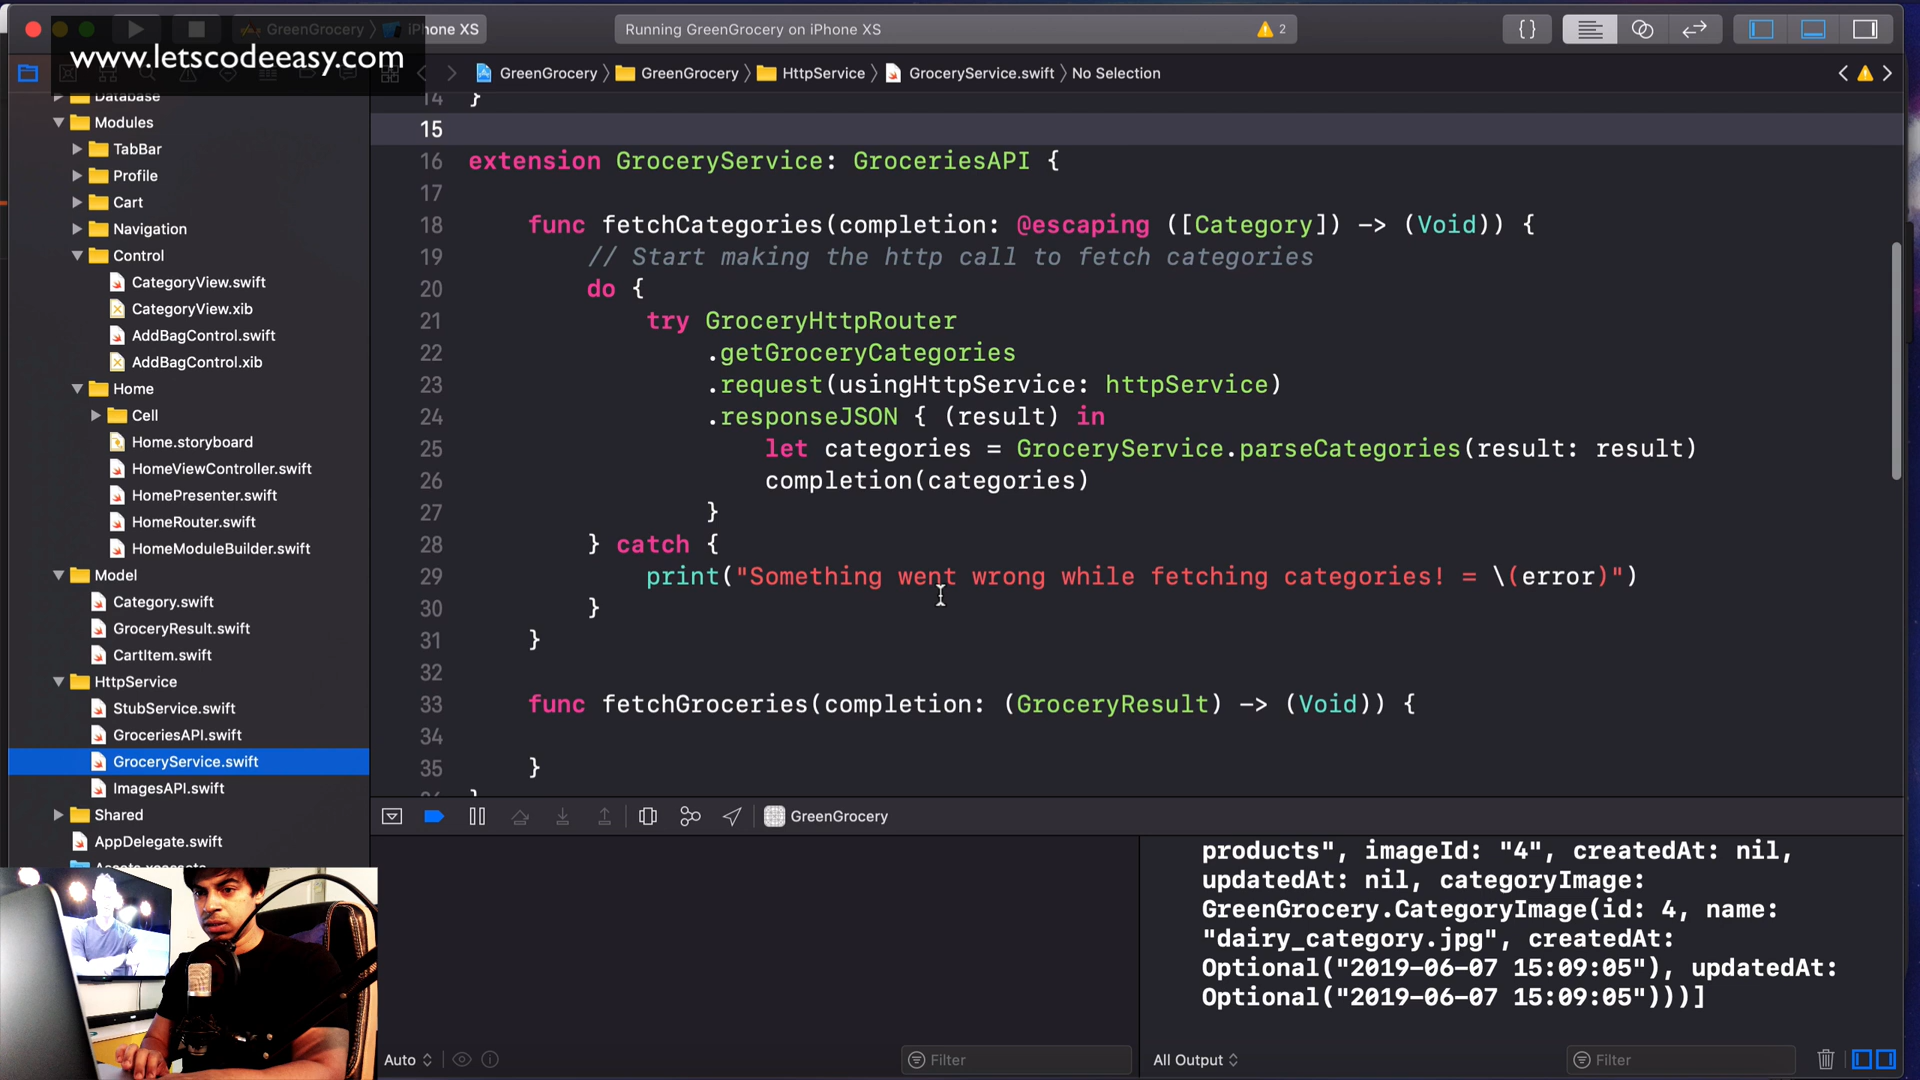 GreenGrocery 〉 iPhone XS
Running GreenGrocery on iPhone XS
2
{}
www.letscodeeasy.com
GreenGrocery 〉 GreenGrocery 〉 HttpService 〉 GroceryService.swift 〉 No Selection
Database
Modules
TabBar
Profile
Cart
Navigation
Control
CategoryView.swift
CategoryView.xib
AddBagControl.swift
AddBagControl.xib
Home
Cell
Home.storyboard
HomeViewController.swift
HomePresenter.swift
HomeRouter.swift
HomeModuleBuilder.swift
Model
Category.swift
GroceryResult.swift
CartItem.swift
HttpService
StubService.swift
GroceriesAPI.swift
GroceryService.swift
ImagesAPI.swift
Shared
AppDelegate.swift
14 }
15
16 extension GroceryService: GroceriesAPI {
17
18 func fetchCategories(completion: @escaping ([Category]) -> (Void)) {
19 // Start making the http call to fetch categories
20 do {
21 try GroceryHttpRouter
22 .getGroceryCategories
23 .request(usingHttpService: httpService)
24 .responseJSON { (result) in
25 let categories = GroceryService.parseCategories(result: result)
26 completion(categories)
27 }
28 } catch {
29 print("Something went wrong while fetching categories! = \(error)")
30 }
31 }
32
33 func fetchGroceries(completion: (GroceryResult) -> (Void)) {
34
35 }
GreenGrocery
products", imageId: "4", createdAt: nil,
updatedAt: nil, categoryImage:
GreenGrocery.CategoryImage(id: 4, name:
"dairy_category.jpg", createdAt:
Optional("2019-06-07 15:09:05"), updatedAt:
Optional("2019-06-07 15:09:05")))]
Auto
Filter
All Output
Filter